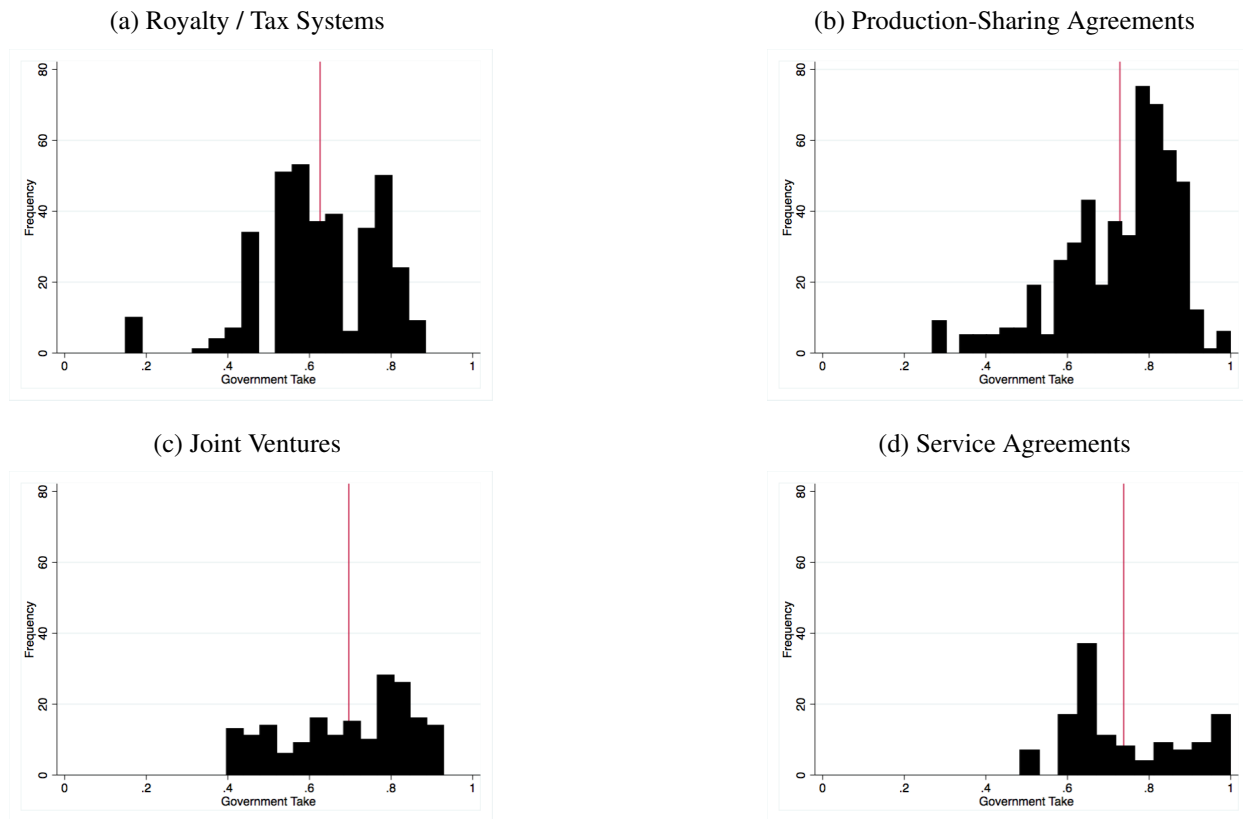 (a) Royalty / Tax Systems
80
60
40
20
0
Frequency
0 .2 .4 .6 .8 1
Government Take
(b) Production-Sharing Agreements
80
60
40
20
0
Frequency
0 .2 .4 .6 .8 1
Government Take
(c) Joint Ventures
80
60
40
20
0
Frequency
0 .2 .4 .6 .8 1
Government Take
(d) Service Agreements
80
60
40
20
0
Frequency
0 .2 .4 .6 .8 1
Government Take